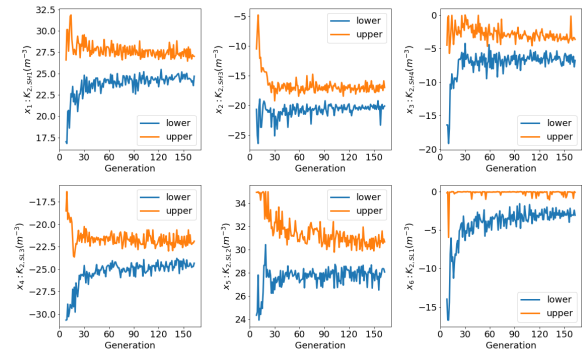 32.5
30.0
27.5
25.0
22.5
20.0
17.5
x₁: K₂,SH1(m⁻³)
lower
upper
0 30 60 90 120 150
Generation
−5
−10
−15
−20
−25
x₂: K₂,SH3(m⁻³)
lower
upper
0 30 60 90 120 150
Generation
0
−5
−10
−15
−20
x₃: K₂,SH4(m⁻³)
lower
upper
0 30 60 90 120 150
Generation
−17.5
−20.0
−22.5
−25.0
−27.5
−30.0
x₄: K₂,SL3(m⁻³)
lower
upper
0 30 60 90 120 150
Generation
34
32
30
28
26
24
x₅: K₂,SL2(m⁻³)
lower
upper
0 30 60 90 120 150
Generation
0
−5
−10
−15
x₆: K₂,SL1(m⁻³)
lower
upper
0 30 60 90 120 150
Generation